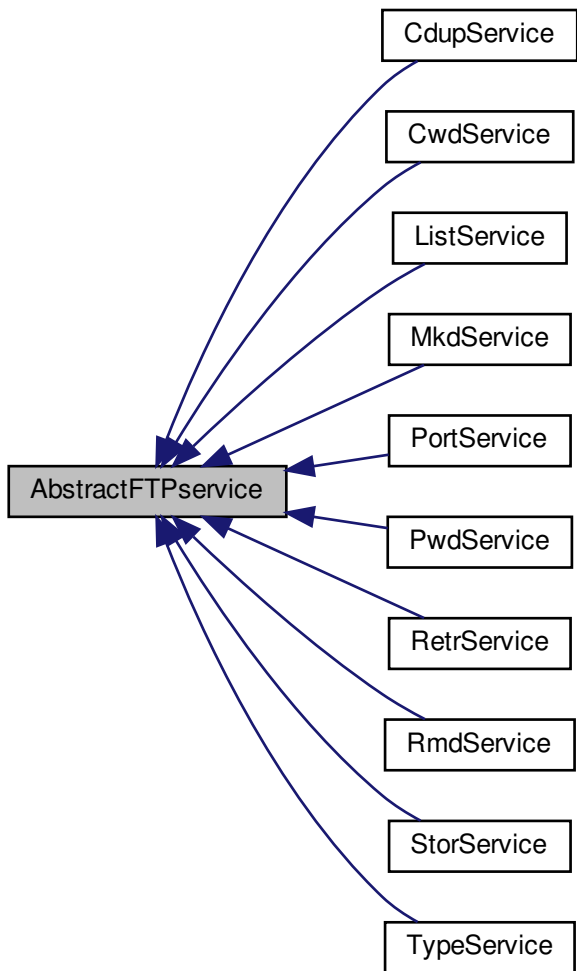 CdupService
CwdService
ListService
MkdService
PortService
AbstractFTPservice
PwdService
RetrService
RmdService
StorService
TypeService